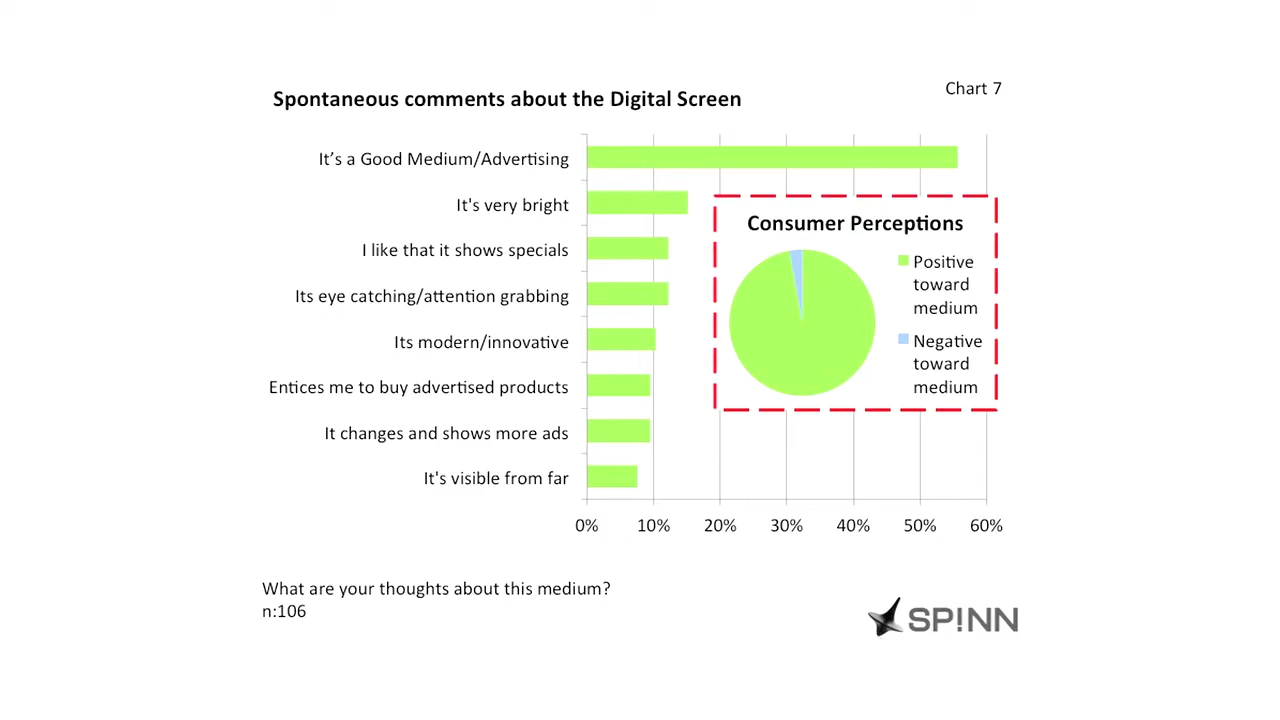 Chart 7
Spontaneous comments about the Digital Screen
It’s a Good Medium/Advertising
It's very bright
I like that it shows specials
Its eye catching/attention grabbing
Its modern/innovative
Entices me to buy advertised products
It changes and shows more ads
It's visible from far
0% 10% 20% 30% 40% 50% 60%
Consumer Perceptions
Positive
toward
medium
Negative
toward
medium
What are your thoughts about this medium?
n:106
SP!NN